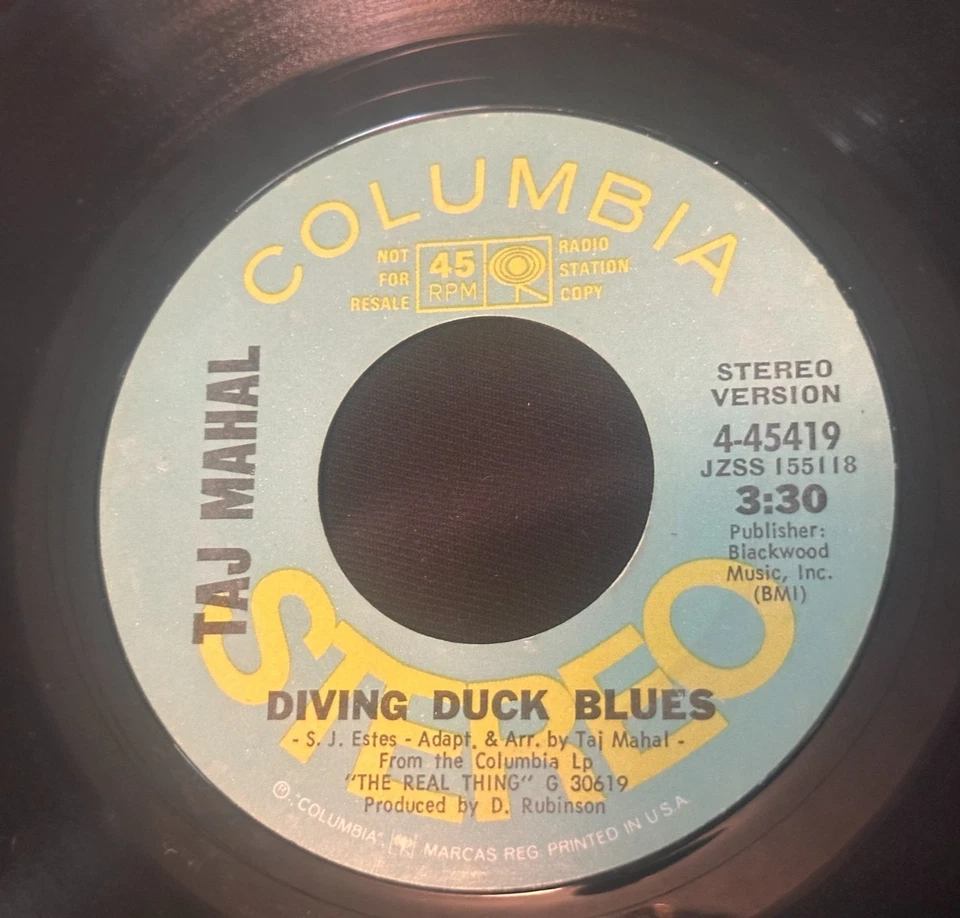 COLUMBIA
NOT
FOR
RESALE
45
RPM
RADIO
STATION
COPY
TAJ MAHAL
STEREO
VERSION
4-45419
JZSS 155118
3:30
Publisher:
Blackwood
Music, Inc.
(BMI)
STEREO
DIVING DUCK BLUES
- S. J. Estes - Adapt. & Arr. by Taj Mahal -
From the Columbia Lp
"THE REAL THING" G 30619
Produced by D. Rubinson
® "COLUMBIA", MARCAS REG. PRINTED IN U.S.A.